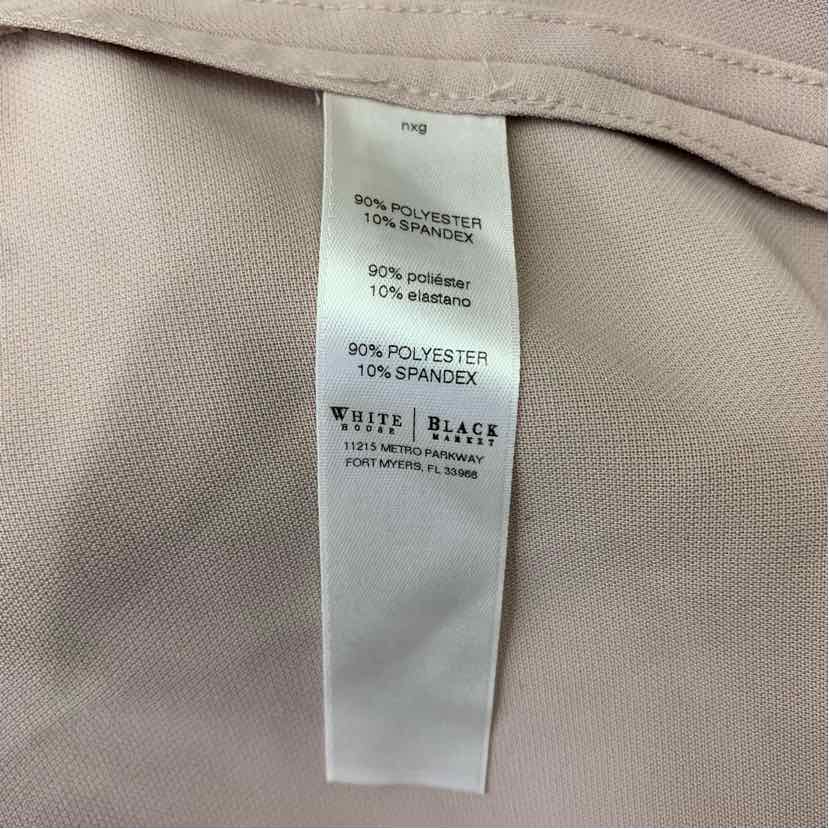 nxg
90% POLYESTER
10% SPANDEX
90% poliéster
10% elastano
90% POLYESTER
10% SPANDEX
WHITE HOUSE | BLACK MARKET
11215 METRO PARKWAY
FORT MYERS, FL 33966